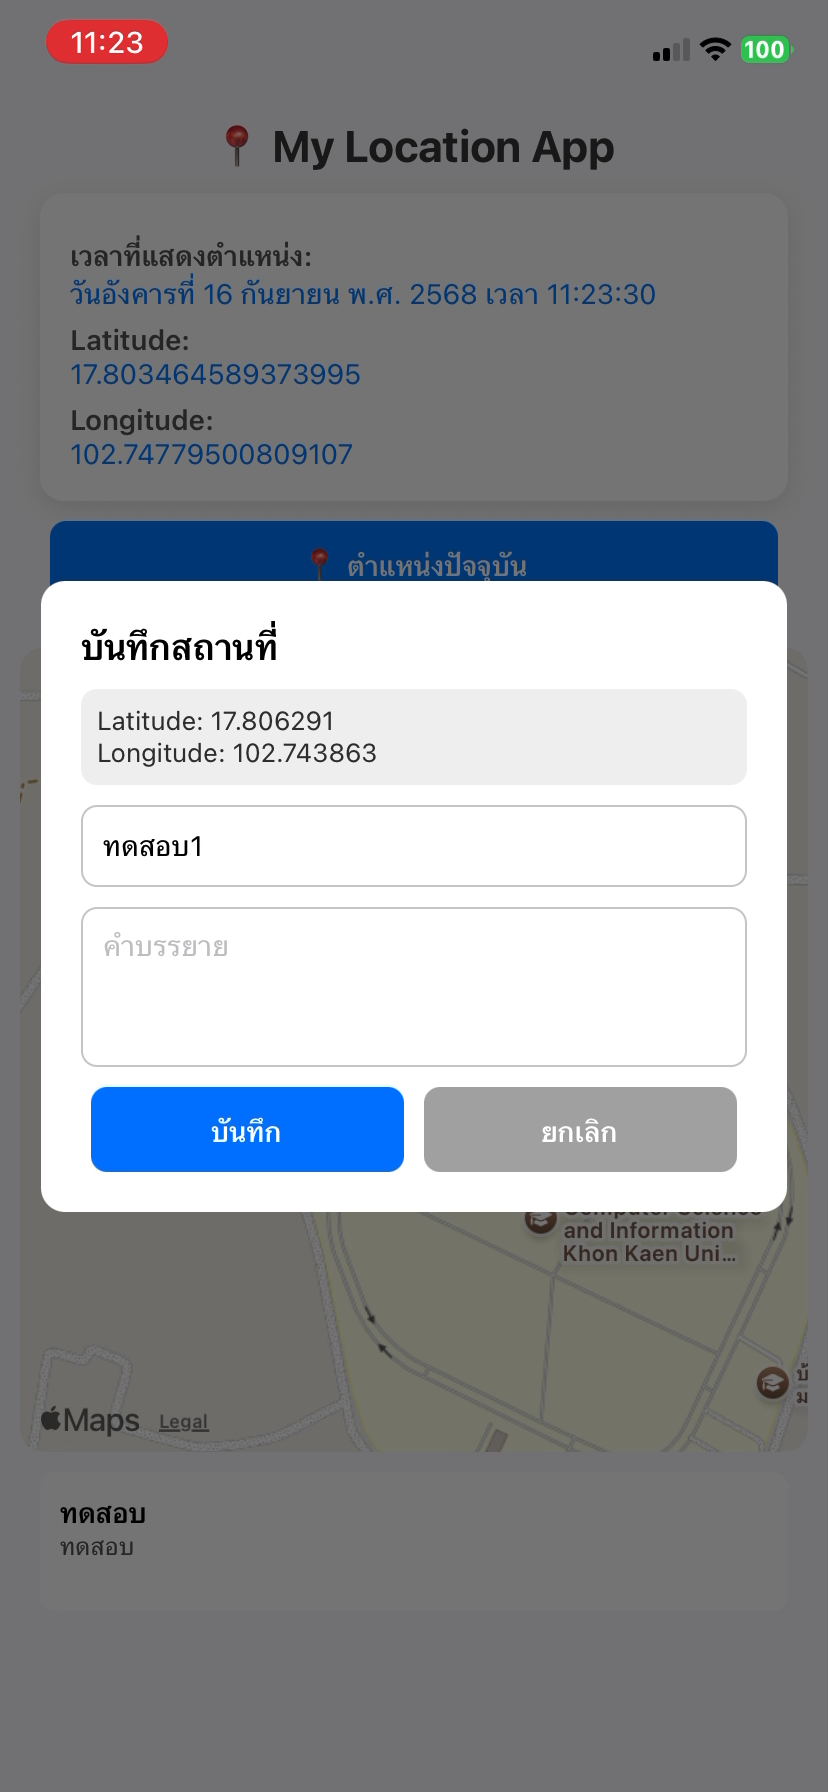 11:23
100
My Location App
เวลาที่แสดงตำแหน่ง:
วันอังคารที่ 16 กันยายน พ.ศ. 2568 เวลา 11:23:30
Latitude:
17.803464589373995
Longitude:
102.74779500809107
ตำแหน่งปัจจุบัน
บันทึกสถานที่
Latitude: 17.806291
Longitude: 102.743863
ทดสอบ1
คำบรรยาย
บันทึก
ยกเลิก
Computer Science
and Information
Khon Kaen Uni...
Maps
Legal
ทดสอบ
ทดสอบ